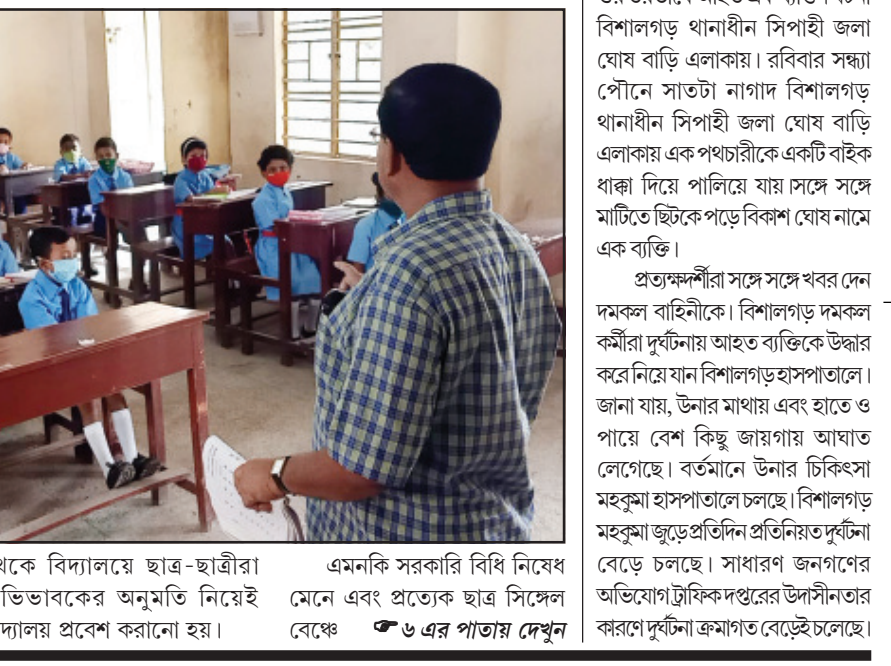 থেকে বিদ্যালয়ে ছাত্র-ছাত্রীরা
অভিভাবকের অনুমতি নিয়েই
বিদ্যালয় প্রবেশ করানো হয়।
এমনকি সরকারি বিধি নিষেধ
মেনে এবং প্রত্যেক ছাত্র সিঙ্গেল
বেঞ্চে ☛ ৬ এর পাতায় দেখুন
বিশালগড় থানাধীন সিপাহী জলা
ঘোষ বাড়ি এলাকায়। রবিবার সন্ধ্যা
পৌনে সাতটা নাগাদ বিশালগড়
থানাধীন সিপাহী জলা ঘোষ বাড়ি
এলাকায় এক পথচারীকে একটি বাইক
ধাক্কা দিয়ে পালিয়ে যায়।সঙ্গে সঙ্গে
মাটিতে ছিটকে পড়ে বিকাশ ঘোষ নামে
এক ব্যক্তি।
প্রত্যক্ষদর্শীরা সঙ্গে সঙ্গে খবর দেন
দমকল বাহিনীকে। বিশালগড় দমকল
কর্মীরা দুর্ঘটনায় আহত ব্যক্তিকে উদ্ধার
করে নিয়ে যান বিশালগড় হাসপাতালে।
জানা যায়, উনার মাথায় এবং হাতে ও
পায়ে বেশ কিছু জায়গায় আঘাত
লেগেছে। বর্তমানে উনার চিকিৎসা
মহকুমা হাসপাতালে চলছে। বিশালগড়
মহকুমা জুড়ে প্রতিদিন প্রতিনিয়ত দুর্ঘটনা
বেড়ে চলছে। সাধারণ জনগণের
অভিযোগ ট্রাফিক দপ্তরের উদাসীনতার
কারণে দুর্ঘটনা ক্রমাগত বেড়েই চলেছে।